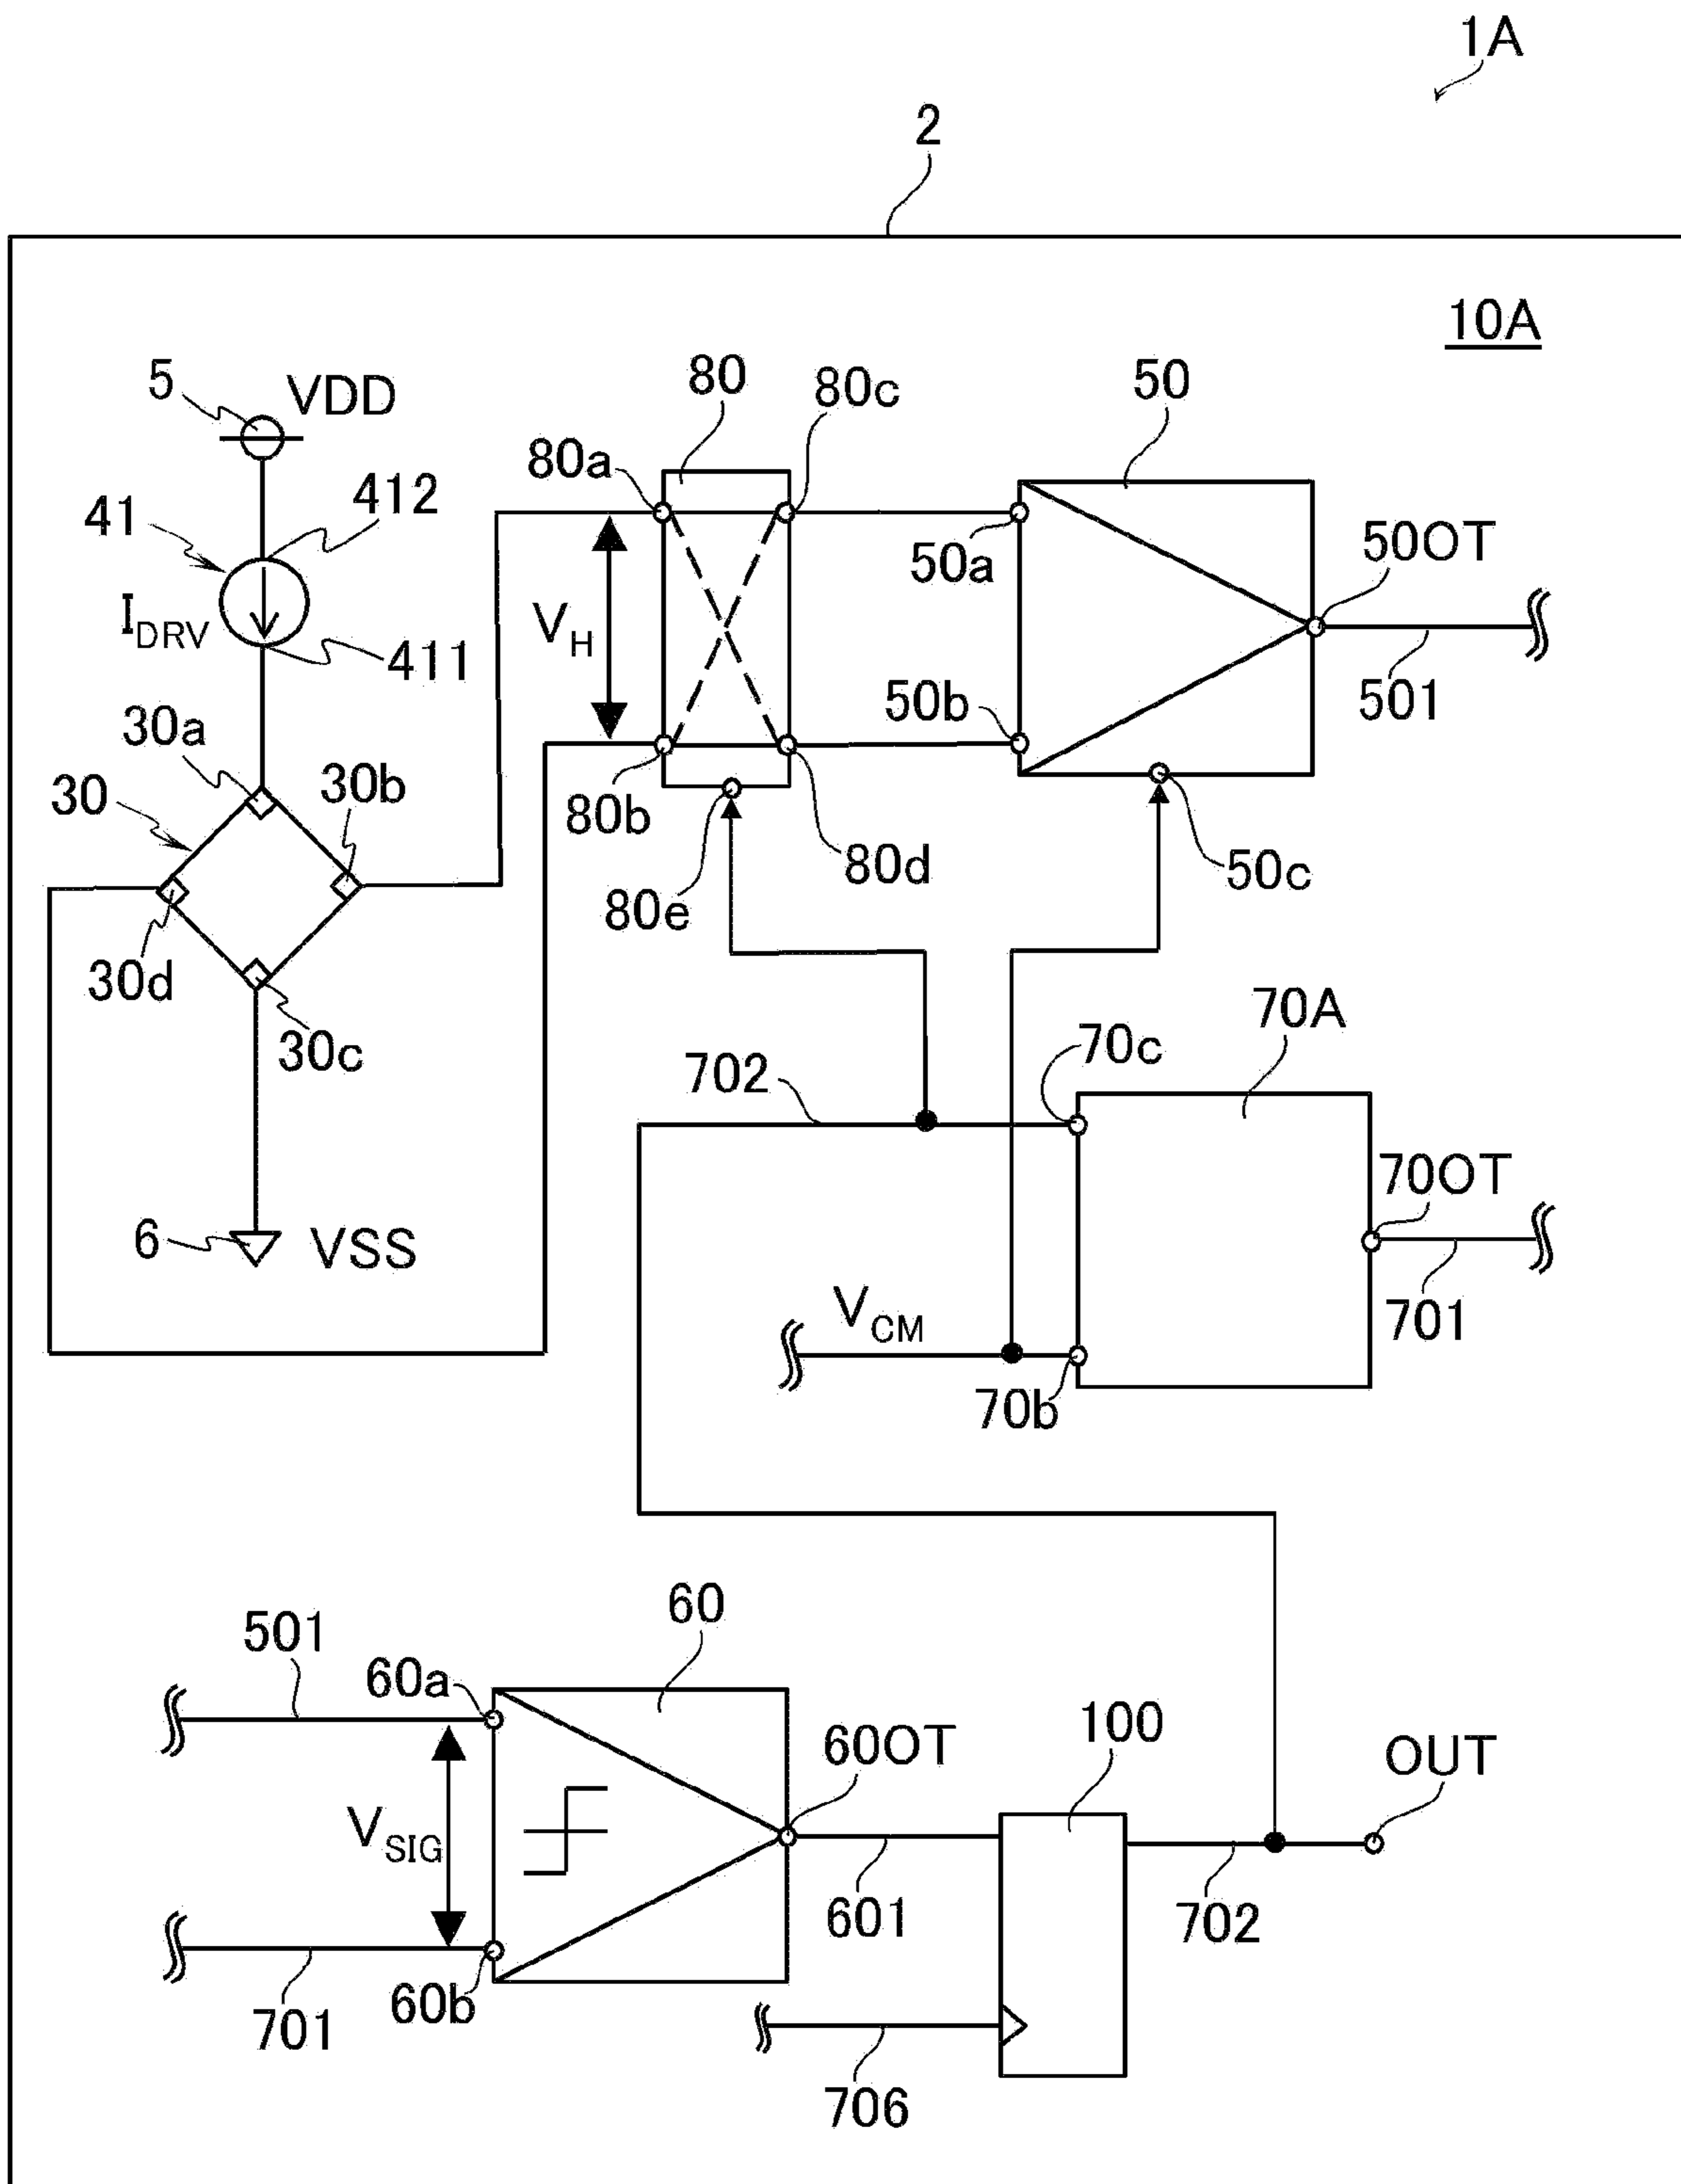 1A
2
10A
5
VDD
80
80c
50
80a
412
41
50a
50OT
I_DRV
V_H
411
501
50b
30a
30
30b
80b
80d
50c
80e
30d
70A
30c
70c
702
70OT
6
VSS
V_CM
701
70b
501
60
60a
100
60OT
OUT
V_SIG
601
702
60b
701
706